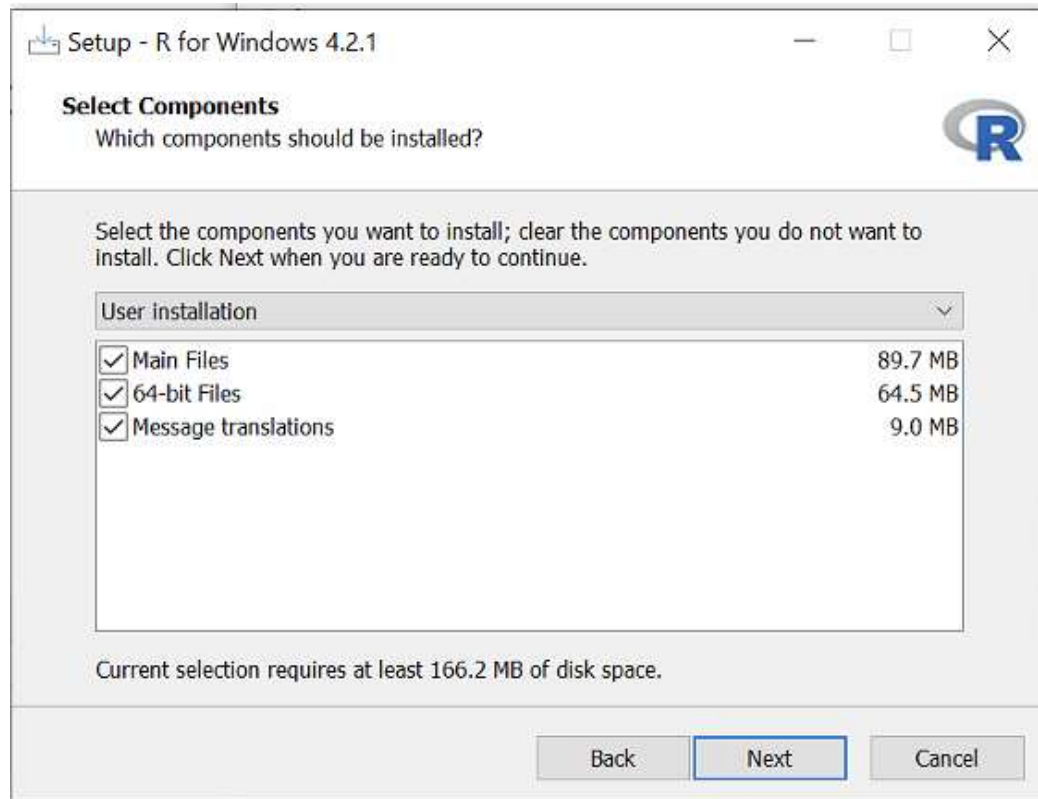 Setup - R for Windows 4.2.1
Select Components
Which components should be installed?
R
Select the components you want to install; clear the components you do not want to
install. Click Next when you are ready to continue.
User installation
Main Files 89.7 MB
64-bit Files 64.5 MB
Message translations 9.0 MB
Current selection requires at least 166.2 MB of disk space.
Back Next Cancel